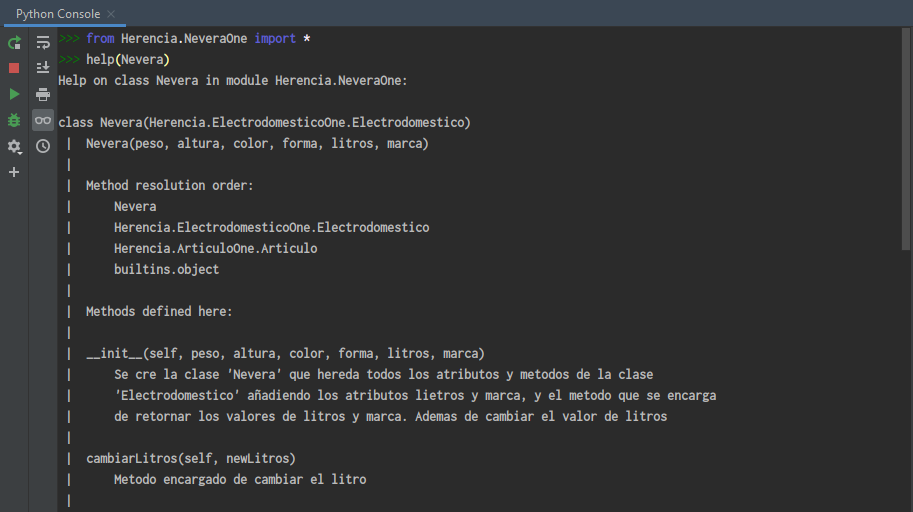 Python Console
>>> from Herencia.NeveraOne import *
>>> help(Nevera)
Help on class Nevera in module Herencia.NeveraOne:
class Nevera(Herencia.ElectrodomesticoOne.Electrodomestico)
 |  Nevera(peso, altura, color, forma, litros, marca)
 |
 |  Method resolution order:
 |      Nevera
 |      Herencia.ElectrodomesticoOne.Electrodomestico
 |      Herencia.ArticuloOne.Articulo
 |      builtins.object
 |
 |  Methods defined here:
 |
 |  __init__(self, peso, altura, color, forma, litros, marca)
 |      Se cre la clase 'Nevera' que hereda todos los atributos y metodos de la clase
 |      'Electrodomestico' añadiendo los atributos lietros y marca, y el metodo que se encarga
 |      de retornar los valores de litros y marca. Ademas de cambiar el valor de litros
 |
 |  cambiarLitros(self, newLitros)
 |      Metodo encargado de cambiar el litro
 |